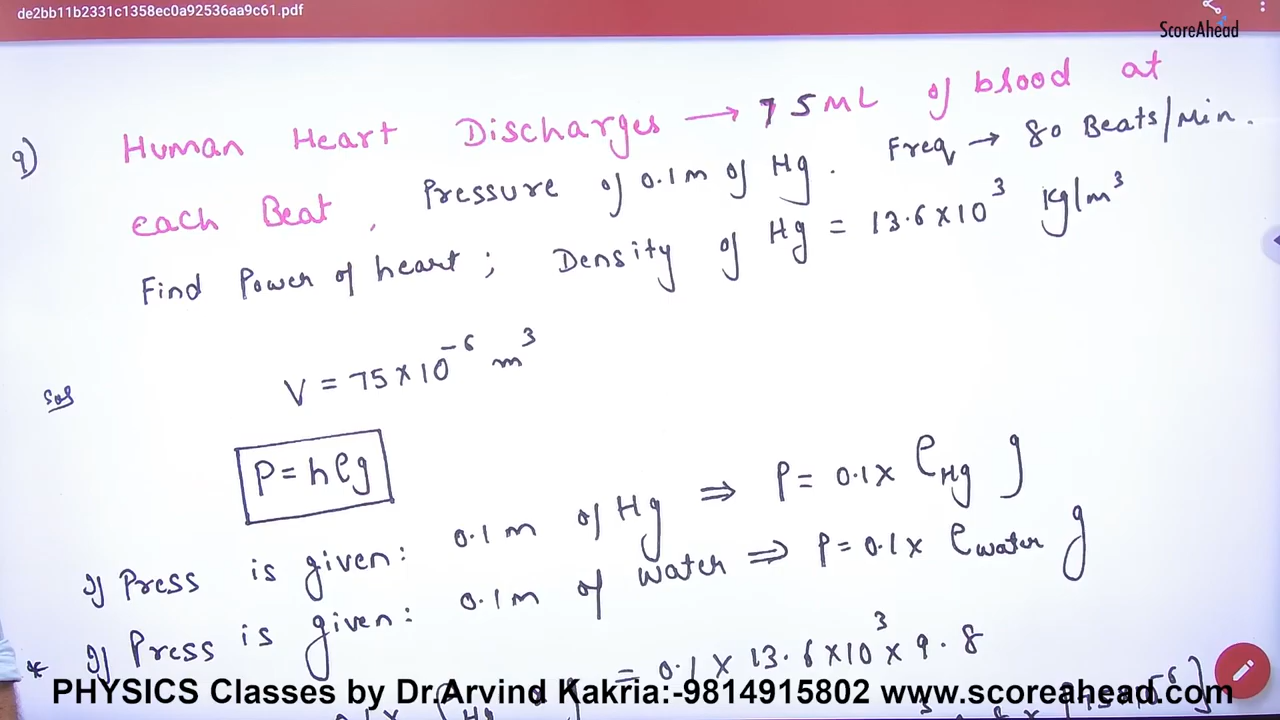 de2bb11b2331c1358ec0a92536aa9c61.pdf
ScoreAhead
q) Human Heart Discharges → 75 mL of blood at
each Beat, Pressure of 0.1m of Hg. Freq → 80 Beats/Min.
Find Power of heart; Density of Hg = 13.6×10³ Kg/m³
Sol V = 75×10⁻⁶ m³
P = hρg
If Press is given: 0.1m of Hg ⇒ P = 0.1× ρHg g
* If Press is given: 0.1m of water ⇒ P = 0.1× ρwater g
= 0.1 × 13.6 ×10³ × 9.8
PHYSICS Classes by Dr.Arvind Kakria:-9814915802 www.scoreahead.com